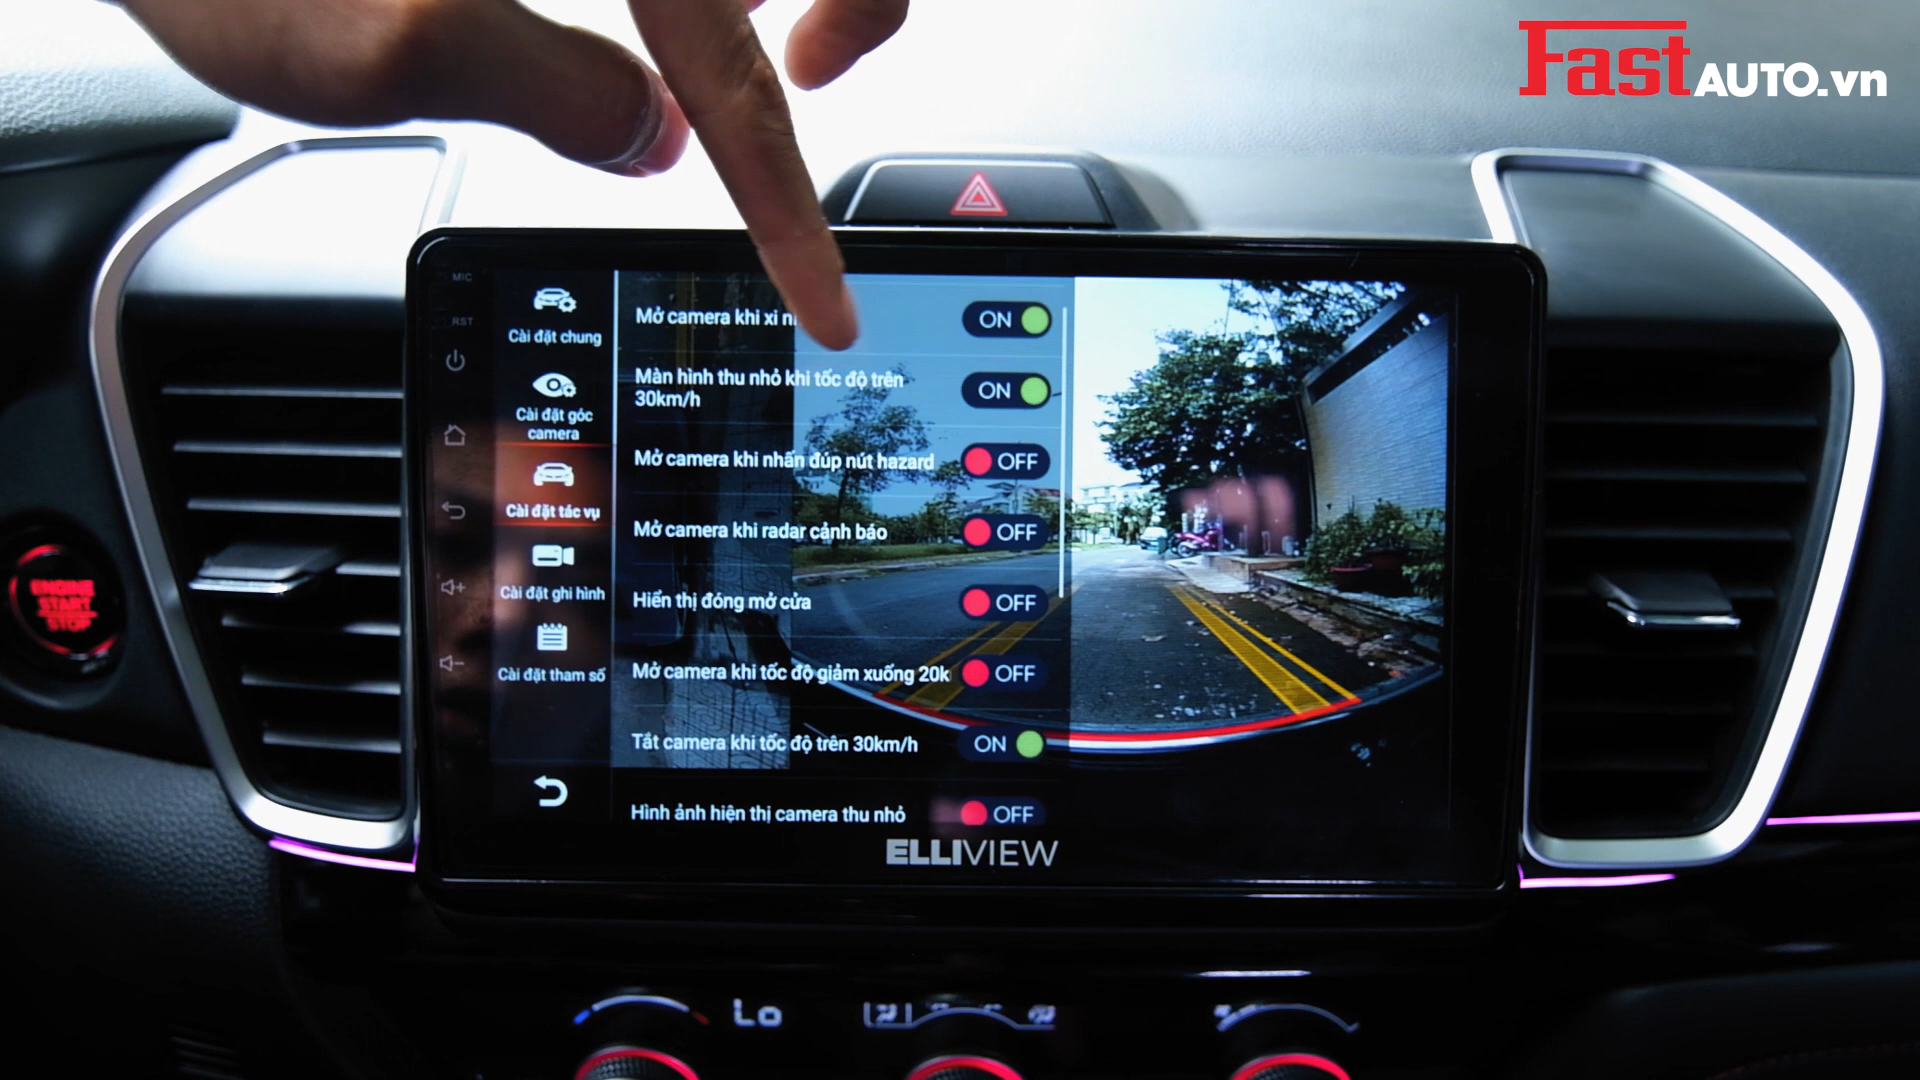 FastAUTO.vn
MIC
RST
Cài đặt chung
Cài đặt góc
camera
Cài đặt tác vụ
Cài đặt ghi hình
Cài đặt tham số
Mở camera khi xi
ON
Màn hình thu nhỏ khi tốc độ trên
30km/h
ON
Mở camera khi nhấn đúp nút hazard
OFF
Mở camera khi radar cảnh báo
OFF
Hiển thị đóng mở cửa
OFF
Mở camera khi tốc độ giảm xuống 20k
OFF
Tắt camera khi tốc độ trên 30km/h
ON
Hình ảnh hiện thị camera thu nhỏ
OFF
ELLIVIEW
ENGINE
START
STOP
Lo